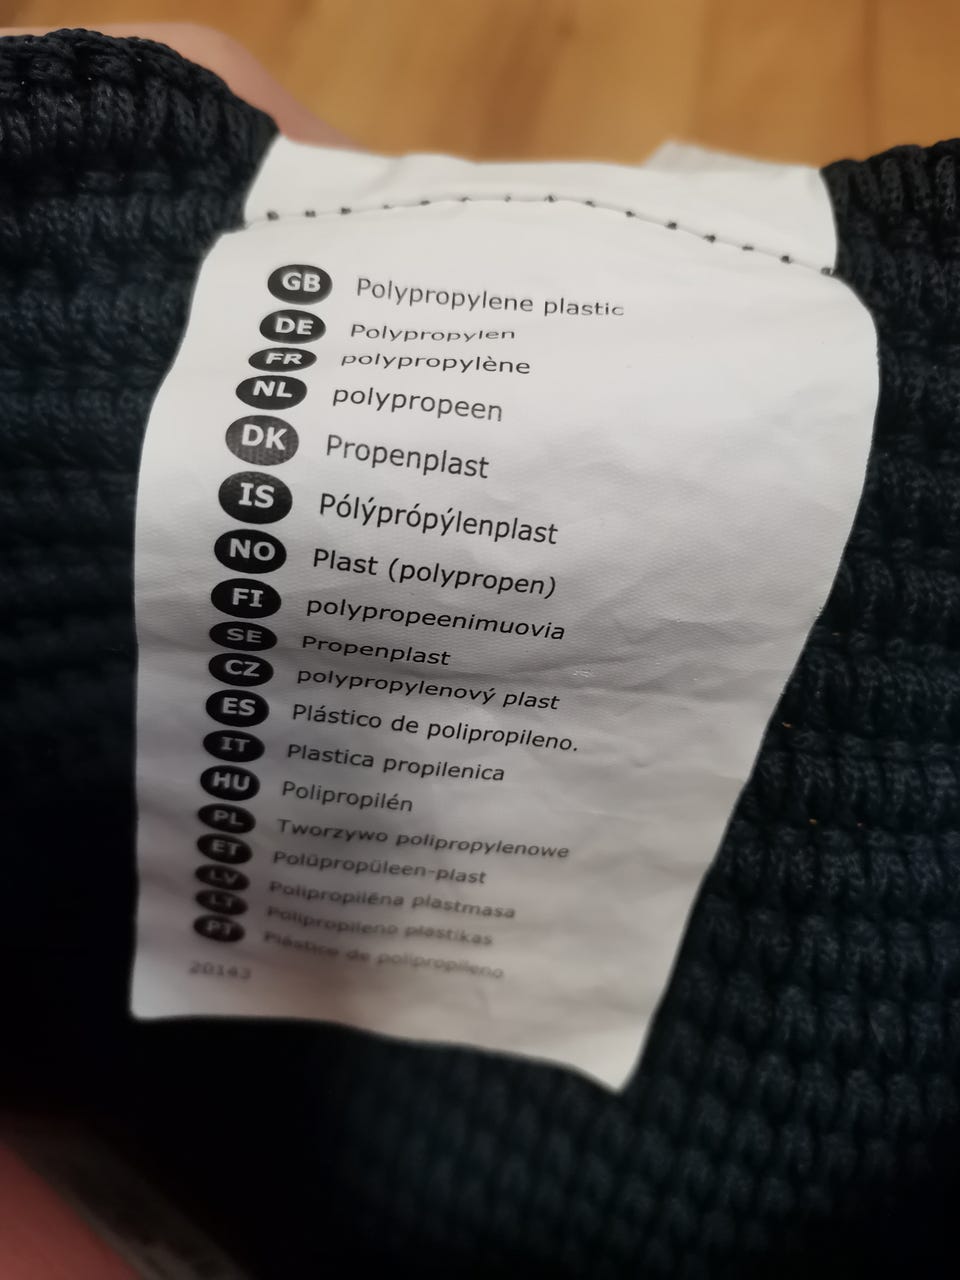 GB Polypropylene plastic
DE Polypropylen
FR polypropylène
NL polypropeen
DK Propenplast
IS Pólýprópýlenplast
NO Plast (polypropen)
FI polypropeenimuovia
SE Propenplast
CZ polypropylenový plast
ES Plástico de polipropileno.
IT Plastica propilenica
HU Polipropilén
PL Tworzywo polipropylenowe
ET Polüpropüleen-plast
LV Polipropilēna plastmasa
LT Polipropileno plastikas
PT Plástico de polipropileno
20143